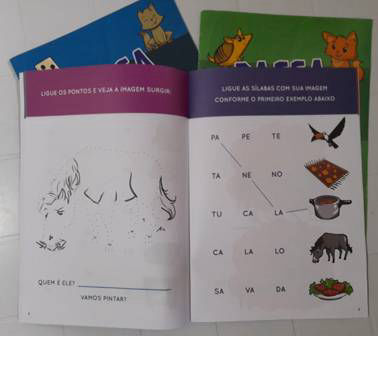 PASSA
LIGUE OS PONTOS E VEJA A IMAGEM SURGIR:
QUEM É ELE?
VAMOS PINTAR?
LIGUE AS SÍLABAS COM SUA IMAGEM
CONFORME O PRIMEIRO EXEMPLO ABAIXO
PA PE TE
TA NE NO
TU CA LA
CA LA LO
SA VA DA